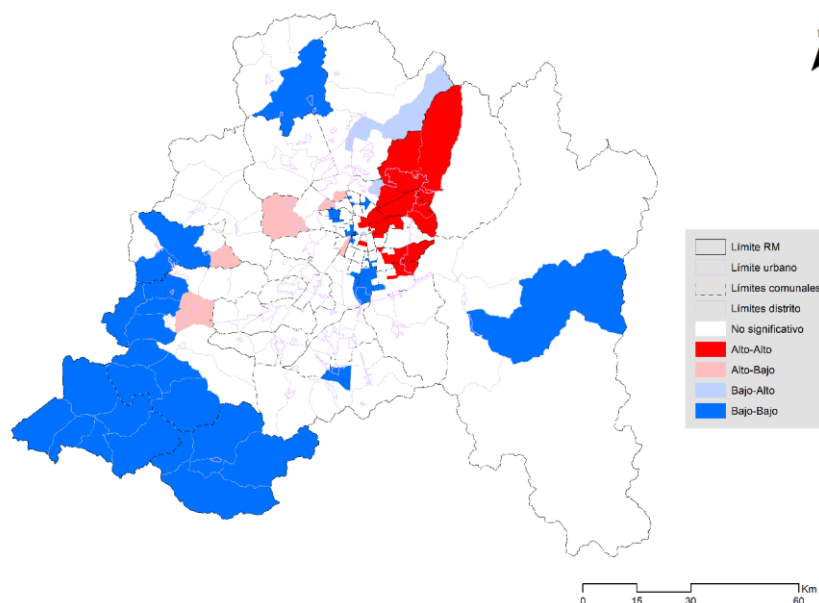 Límite RM
Límite urbano
Límites comunales
Límites distrito
No significativo
Alto-Alto
Alto-Bajo
Bajo-Alto
Bajo-Bajo
Km
0 15 30 60